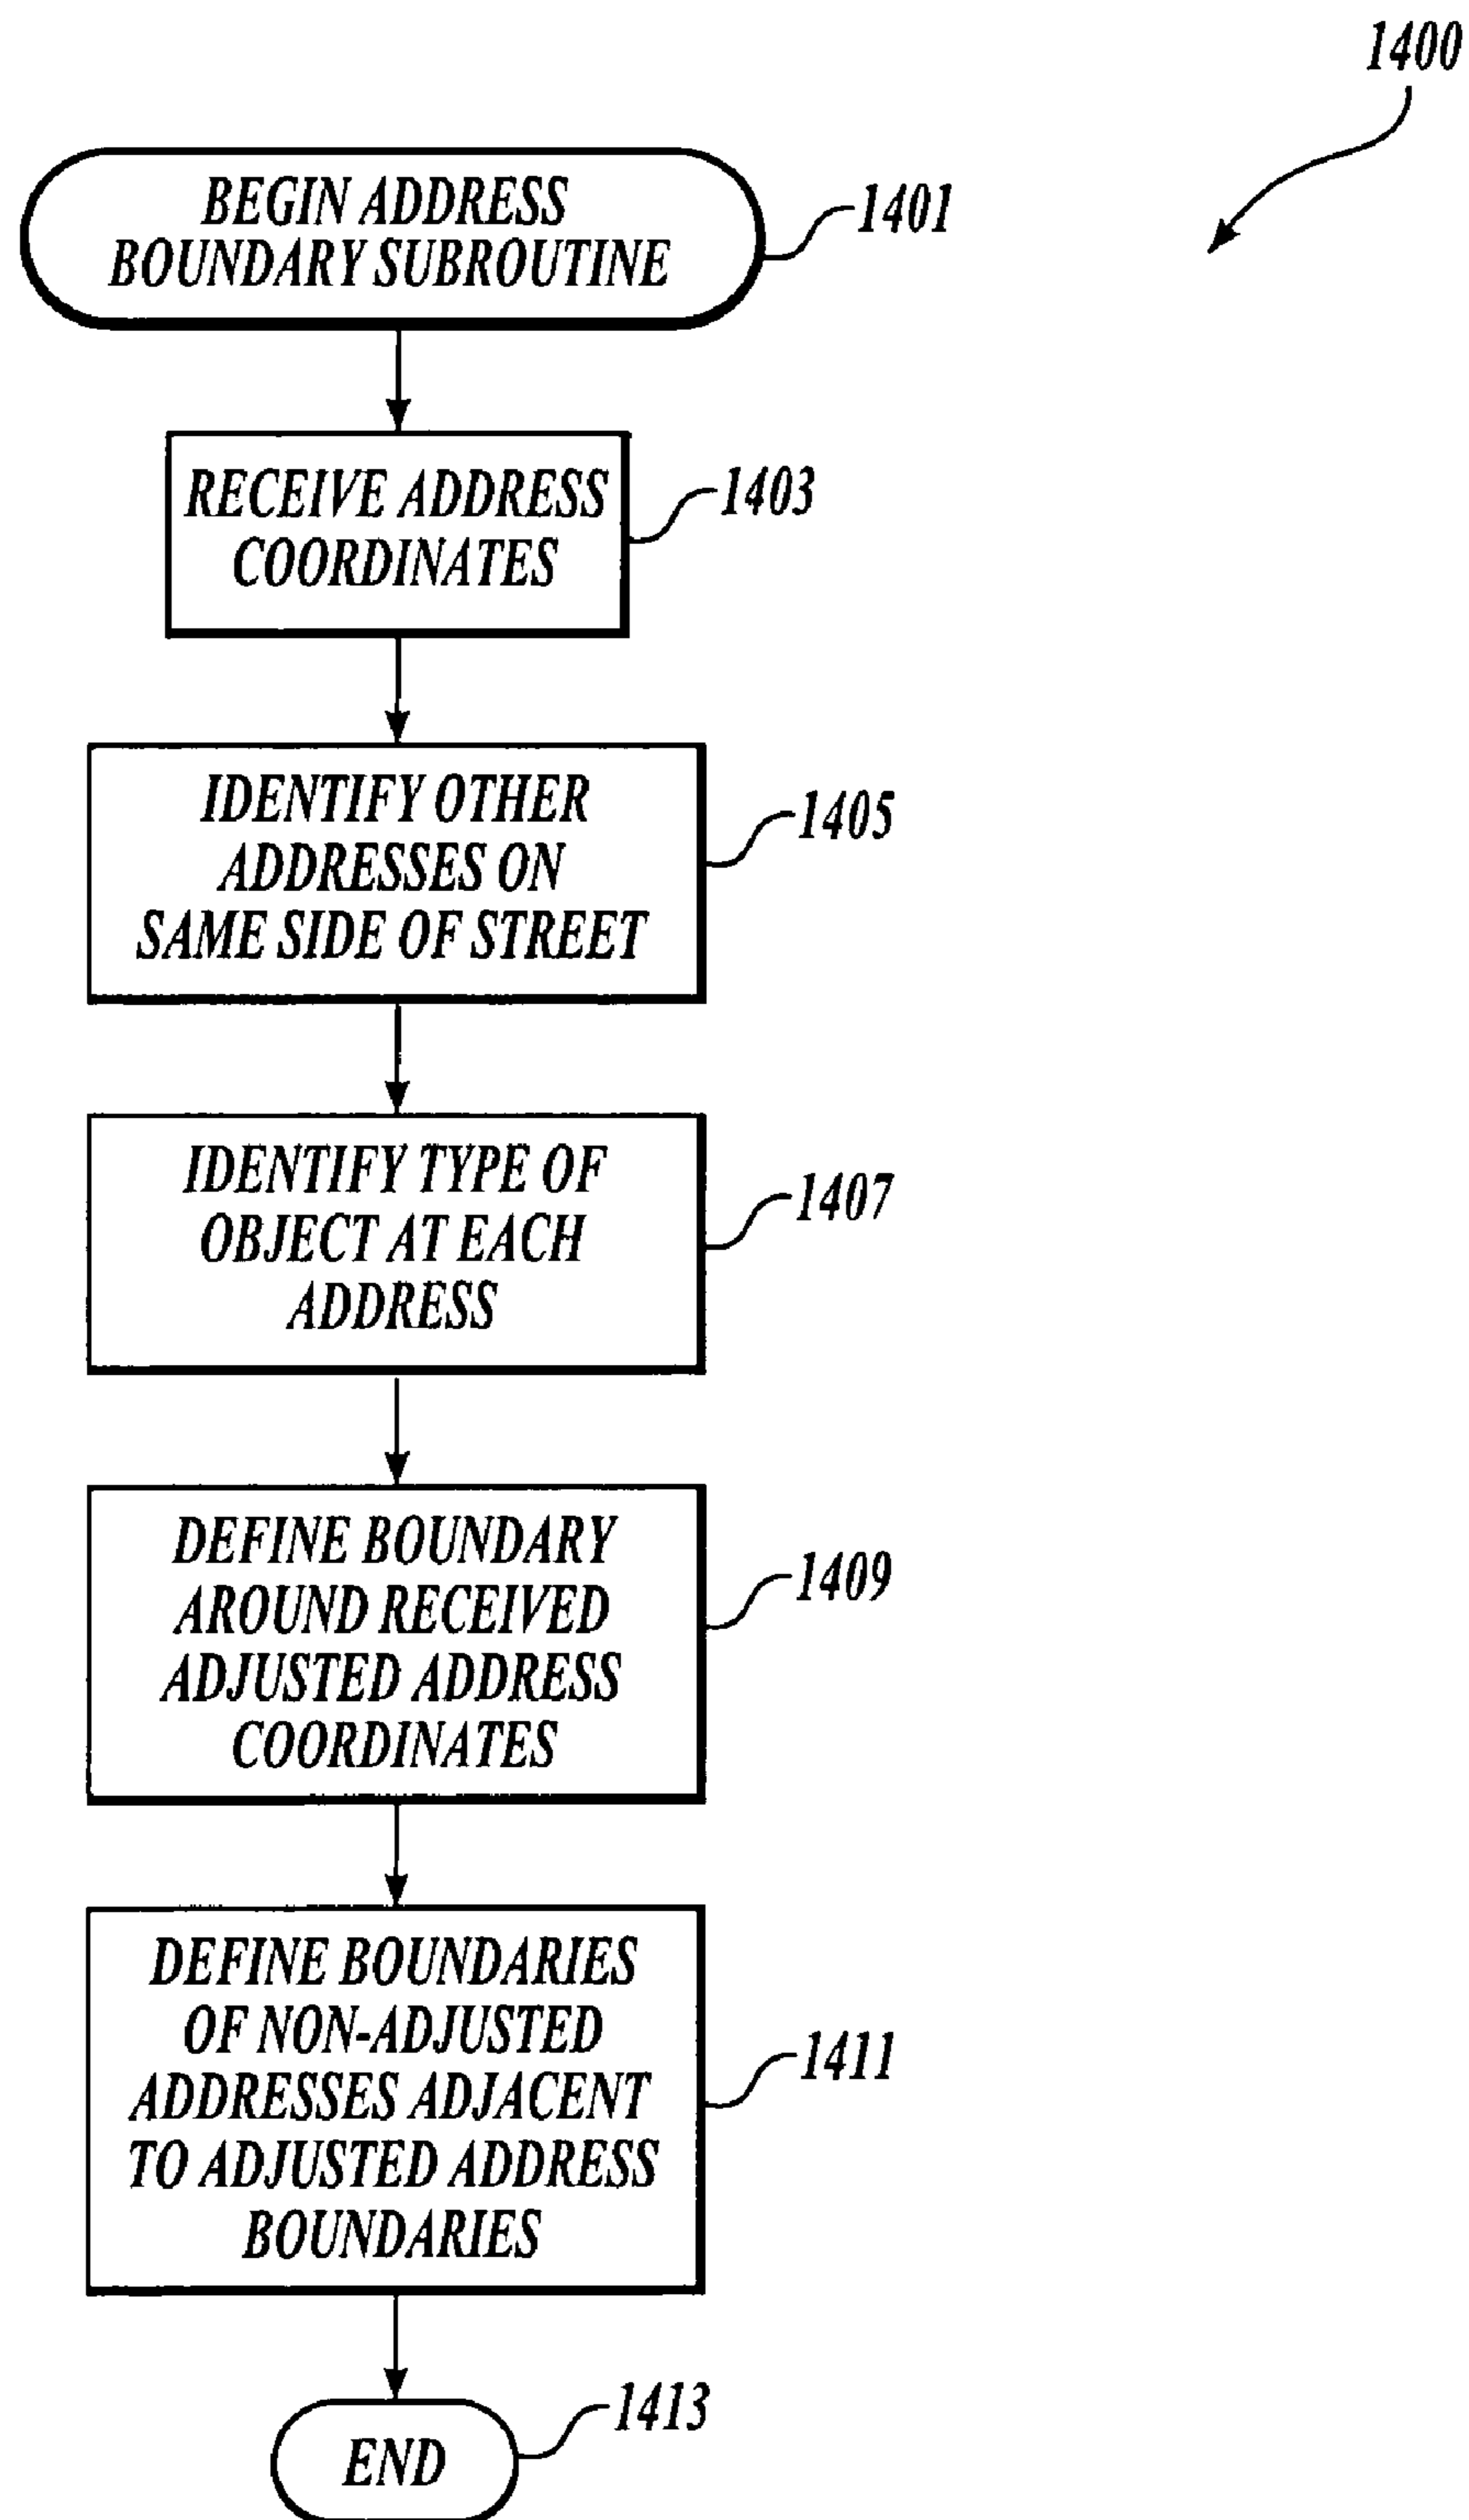 1400
BEGIN ADDRESS
BOUNDARY SUBROUTINE
1401
RECEIVE ADDRESS
COORDINATES
1403
IDENTIFY OTHER
ADDRESSES ON
SAME SIDE OF STREET
1405
IDENTIFY TYPE OF
OBJECT AT EACH
ADDRESS
1407
DEFINE BOUNDARY
AROUND RECEIVED
ADJUSTED ADDRESS
COORDINATES
1409
DEFINE BOUNDARIES
OF NON-ADJUSTED
ADDRESSES ADJACENT
TO ADJUSTED ADDRESS
BOUNDARIES
1411
END
1413